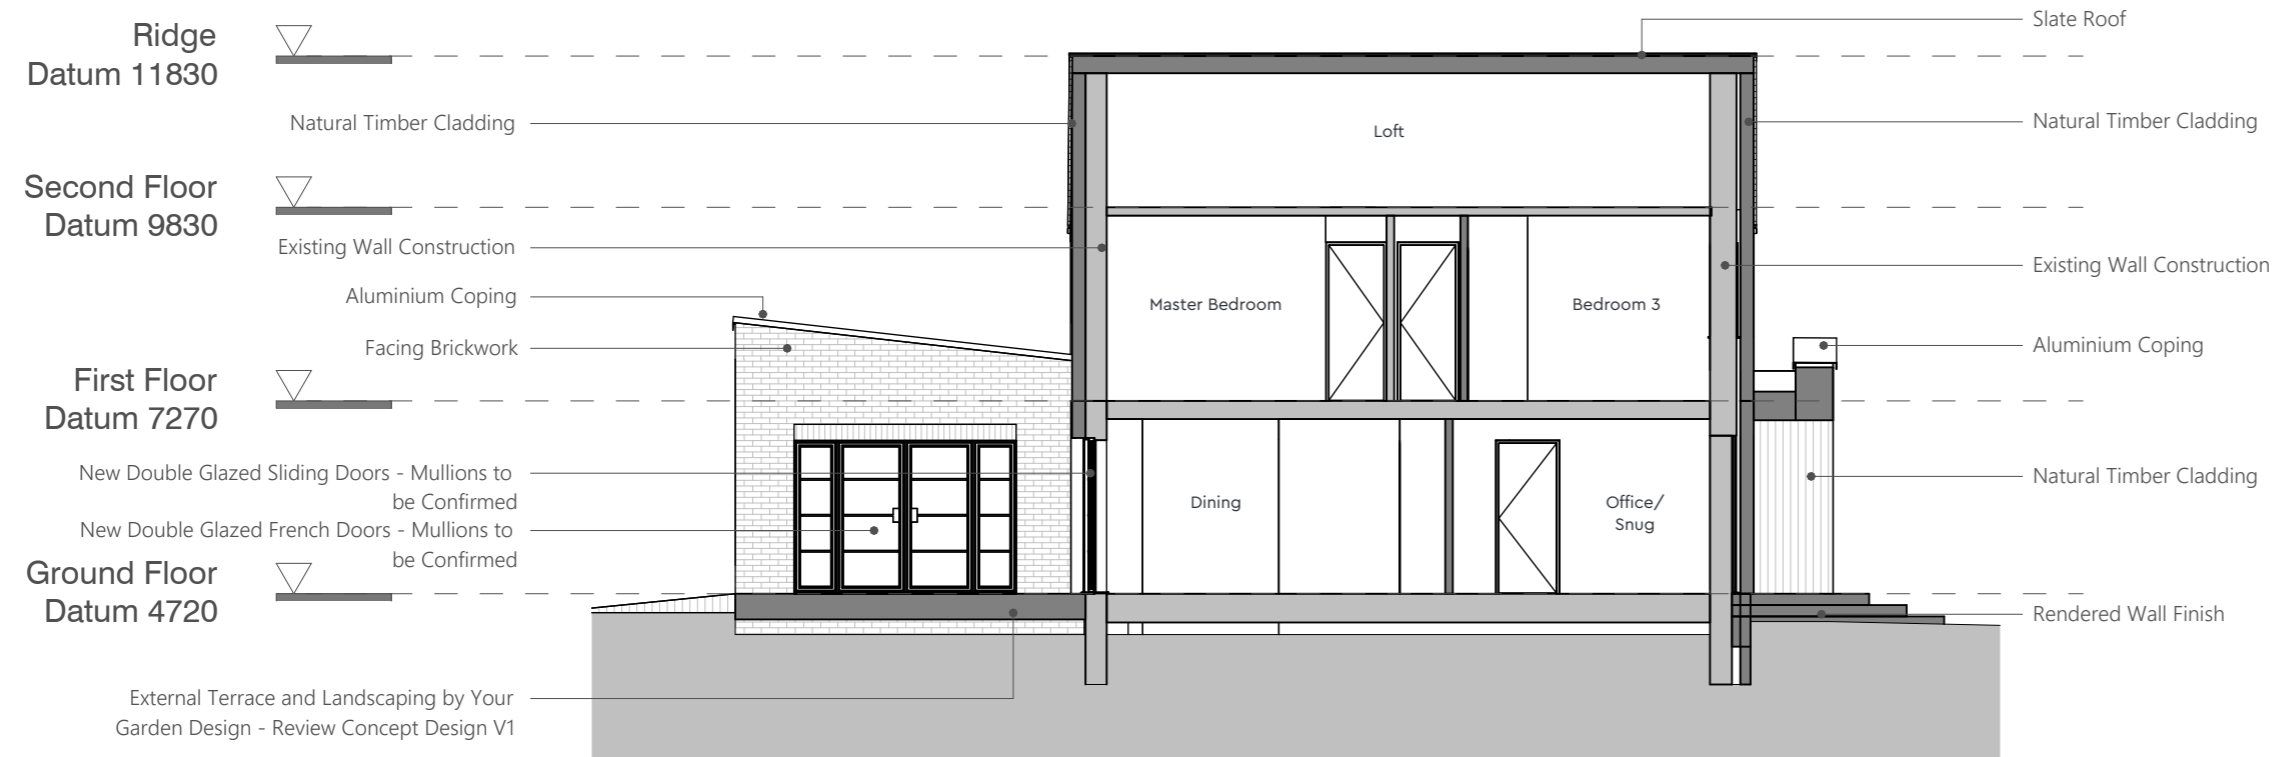 Ridge
Datum 11830
Natural Timber Cladding
Second Floor
Datum 9830
Existing Wall Construction
Aluminium Coping
Facing Brickwork
First Floor
Datum 7270
New Double Glazed Sliding Doors - Mullions to
be Confirmed
New Double Glazed French Doors - Mullions to
be Confirmed
Ground Floor
Datum 4720
External Terrace and Landscaping by Your
Garden Design - Review Concept Design V1
Loft
Master Bedroom
Bedroom 3
Dining
Office/
Snug
Slate Roof
Natural Timber Cladding
Existing Wall Construction
Aluminium Coping
Natural Timber Cladding
Rendered Wall Finish